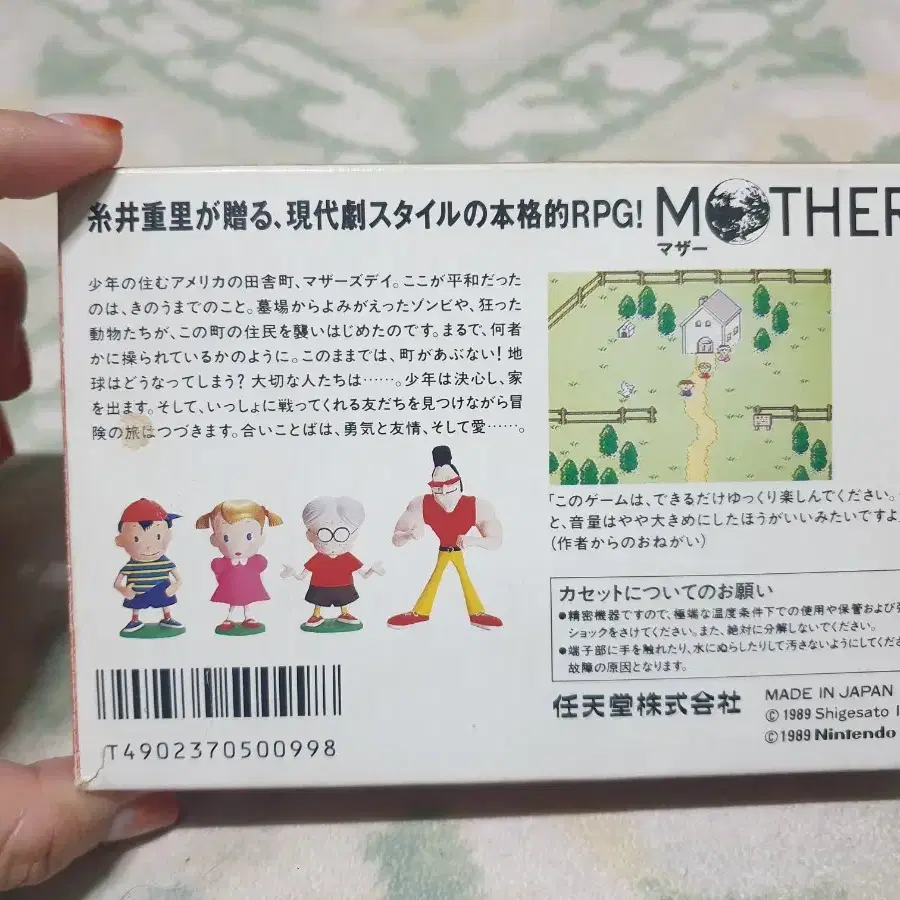 糸井重里が贈る、現代劇スタイルの本格的RPG!
MOTHER
マザー
少年の住むアメリカの田舎町、マザーズデイ。ここが平和だった
のは、きのうまでのこと。墓場からよみがえったゾンビや、狂った
動物たちが、この町の住民を襲いはじめたのです。まるで、何者
かに操られているかのように。このままでは、町があぶない!地
球はどうなってしまう?大切な人たちは……。少年は決心し、家
を出ます。そして、いっしょに戦ってくれる友だちを見つけながら冒
険の旅はつづきます。合いことばは、勇気と友情、そして愛……。
「このゲームは、できるだけゆっくり楽しんでください。
と、音量はやや大きめにしたほうがいいみたいですよ」
(作者からのおねがい)
カセットについてのお願い
●精密機器ですので、極端な温度条件下での使用や保管および
ショックをさけてください。また、絶対に分解しないでください。
●端子部に手を触れたり、水にぬらしたりして汚さないようにしてくだ
故障の原因となります。
任天堂株式会社
MADE IN JAPAN
©1989 Shigesato I
©1989 Nintendo
T4902370500998